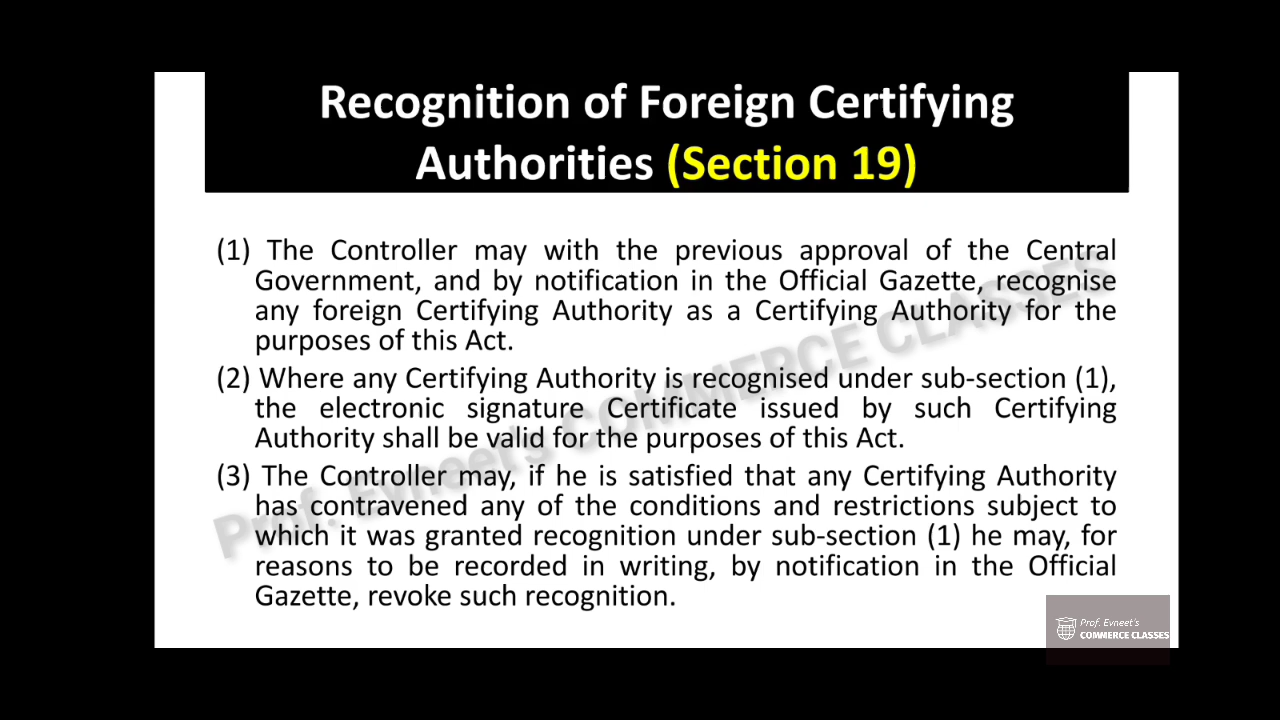 Recognition of Foreign Certifying
Authorities (Section 19)
(1) The Controller may with the previous approval of the Central
Government, and by notification in the Official Gazette, recognise
any foreign Certifying Authority as a Certifying Authority for the
purposes of this Act.
(2) Where any Certifying Authority is recognised under sub-section (1),
the electronic signature Certificate issued by such Certifying
Authority shall be valid for the purposes of this Act.
(3) The Controller may, if he is satisfied that any Certifying Authority
has contravened any of the conditions and restrictions subject to
which it was granted recognition under sub-section (1) he may, for
reasons to be recorded in writing, by notification in the Official
Gazette, revoke such recognition.
Prof. Evneet's COMMERCE CLASSES
Prof. Evneet's
COMMERCE CLASSES